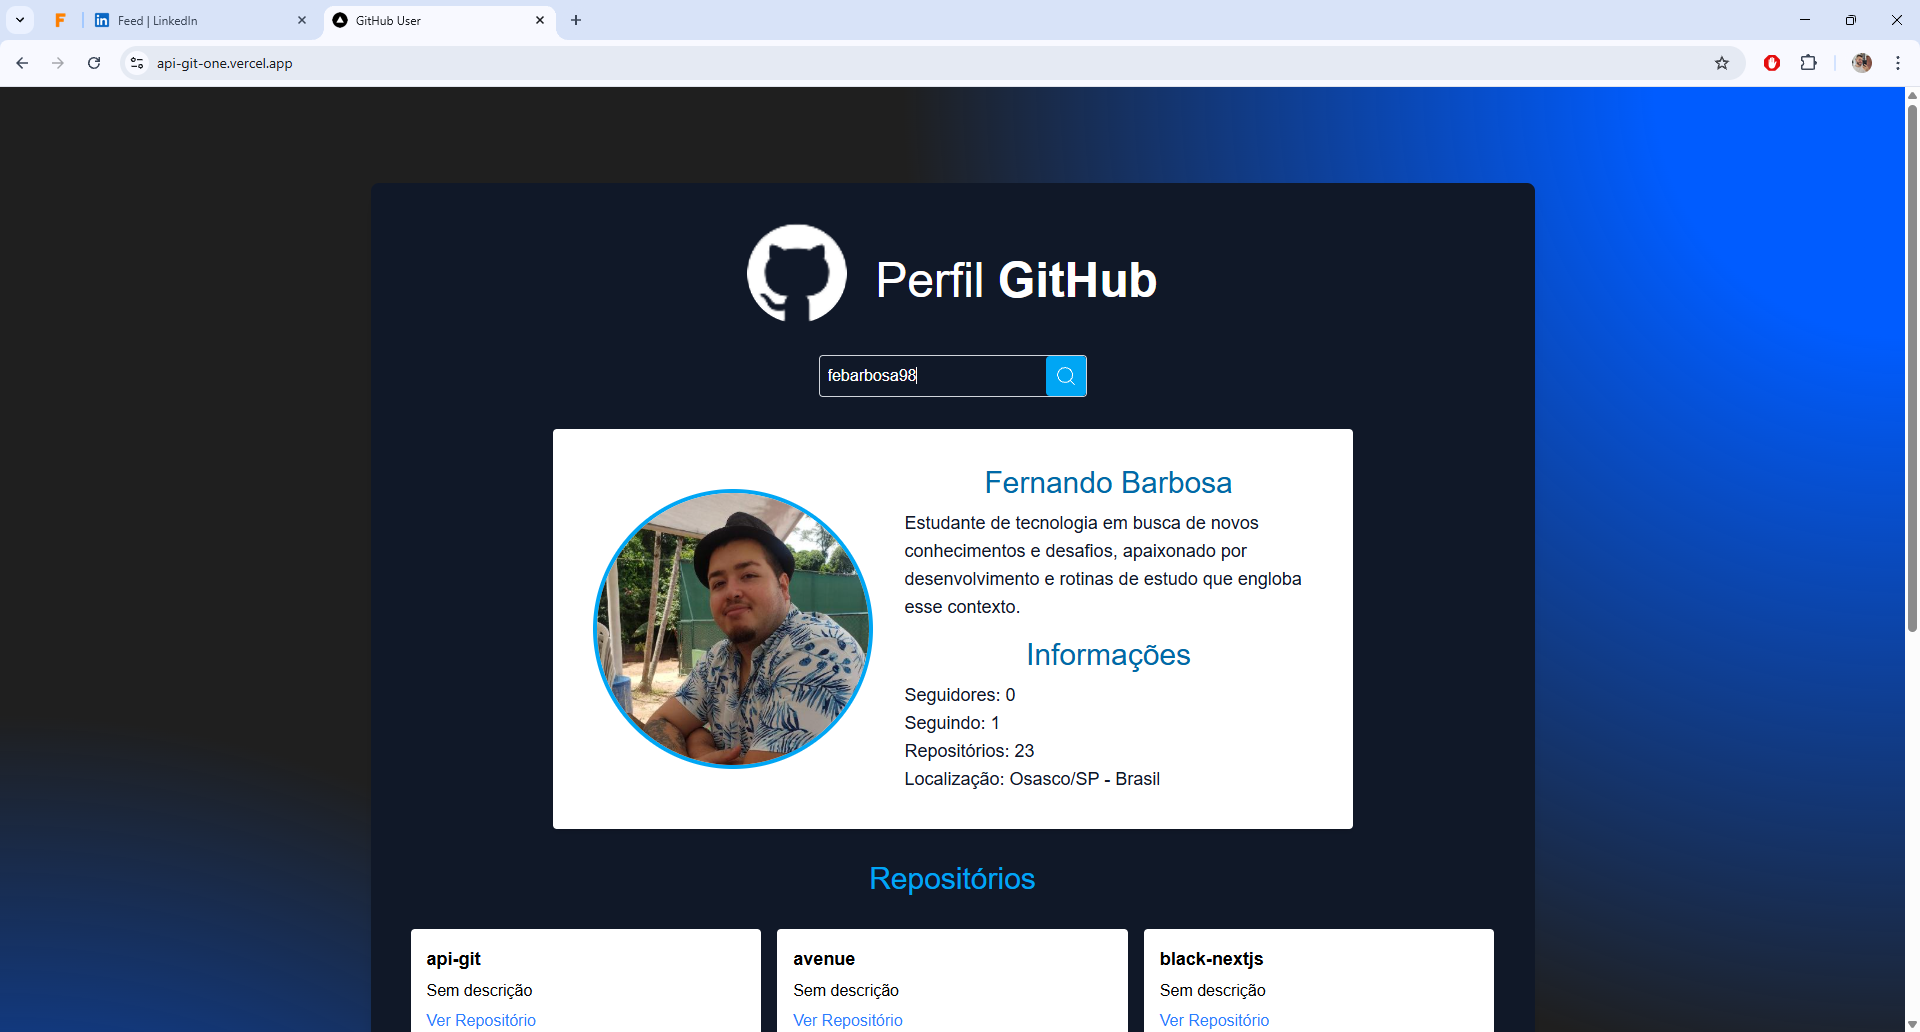 Feed | LinkedIn
GitHub User
api-git-one.vercel.app
Perfil GitHub
febarbosa98
Fernando Barbosa
Estudante de tecnologia em busca de novos
conhecimentos e desafios, apaixonado por
desenvolvimento e rotinas de estudo que engloba
esse contexto.
Informações
Seguidores: 0
Seguindo: 1
Repositórios: 23
Localização: Osasco/SP - Brasil
Repositórios
api-git
Sem descrição
Ver Repositório
avenue
Sem descrição
Ver Repositório
black-nextjs
Sem descrição
Ver Repositório